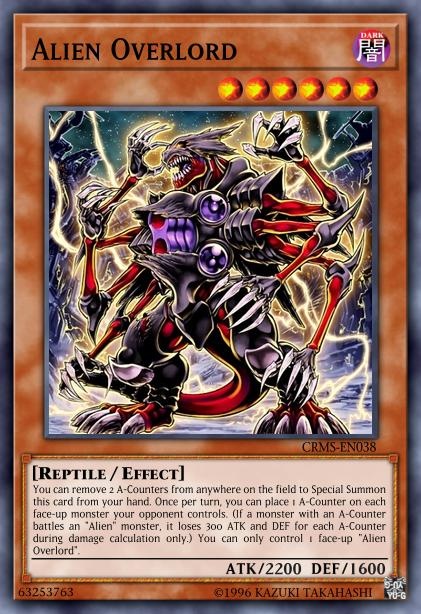 ALIEN OVERLORD
DARK
闇
CRMS-EN038
[REPTILE / EFFECT]
You can remove 2 A-Counters from anywhere on the field to Special Summon
this card from your hand. Once per turn, you can place 1 A-Counter on each
face-up monster your opponent controls. (If a monster with an A-Counter
battles an "Alien" monster, it loses 300 ATK and DEF for each A-Counter
during damage calculation only.) You can only control 1 face-up "Alien
Overlord".
ATK/2200 DEF/1600
63253763
©1996 KAZUKI TAKAHASHI